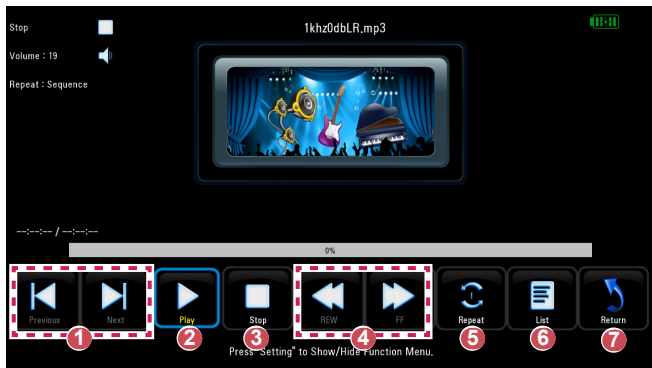 Stop
1khz0dbLR.mp3
Volume : 19
Repeat : Sequence
--:--:-- / --:--:--
0%
Previous
Next
Play
Stop
REW
FF
1
Repeat
List
Return
1
2
3
4
5
6
7
Press "Setting" to Show/Hide Function Menu.